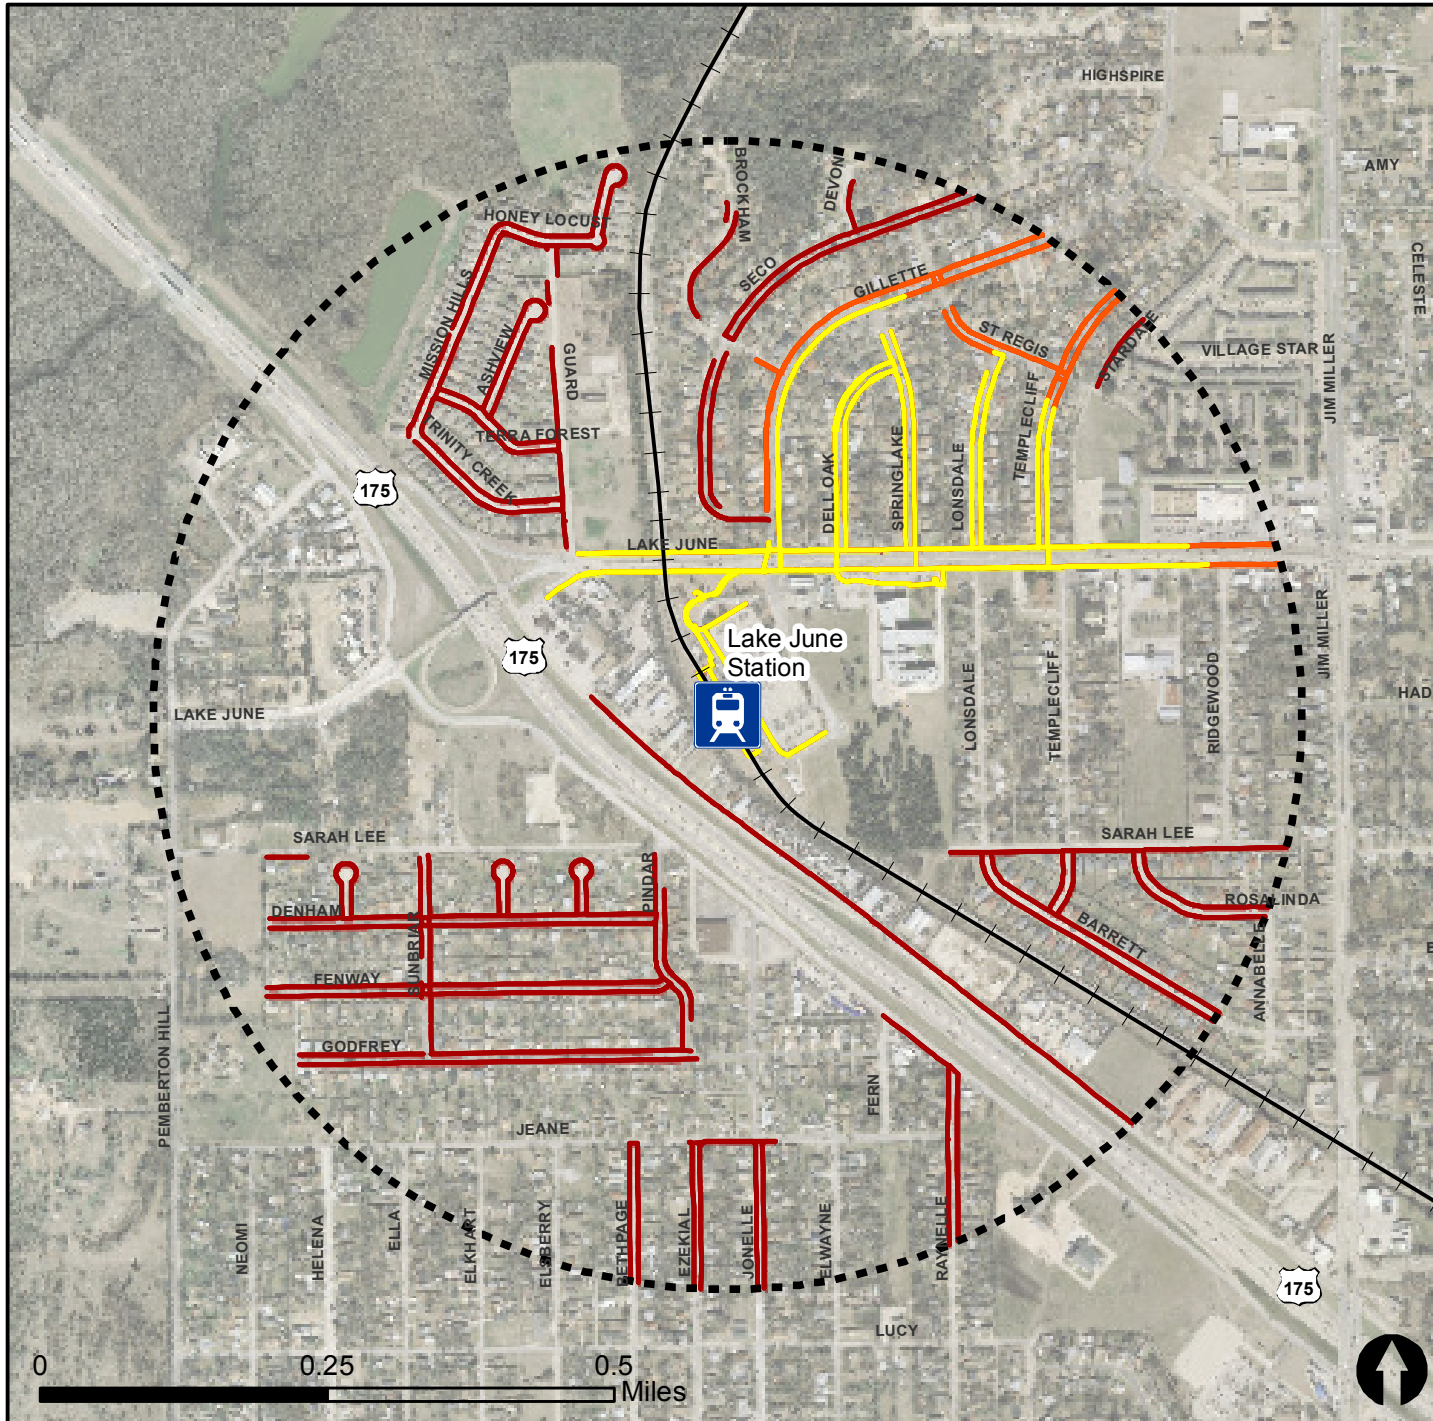 HIGHSPIRE
AMY
BROCKHAM
DEVON
HONEY LOCUST
CELESTE
SECO
GILLETTE
MISSION HILLS
ASHVIEW
GUARD
ST REGIS
STARDALE
VILLAGE STAR
JIM MILLER
TEMPLECLIFF
TERRA FOREST
TRINITY CREEK
DELL OAK
SPRINGLAKE
LONSDALE
175
LAKE JUNE
JIM MILLER
175
Lake June
Station
LONSDALE
TEMPLECLIFF
RIDGEWOOD
HAD
LAKE JUNE
SARAH LEE
SARAH LEE
PINDAR
DENHAM
SUNBRIAR
ROSALINDA
BARRETT
ANNABELLE
FENWAY
GODFREY
PEMBERTON HILL
FERN
JEANE
NEOMI
HELENA
ELLA
ELKHART
ELSBERRY
BETHPAGE
EZEKIAL
JONELLE
ELWAYNE
RAYNELLE
175
LUCY
0
0.25
0.5
Miles